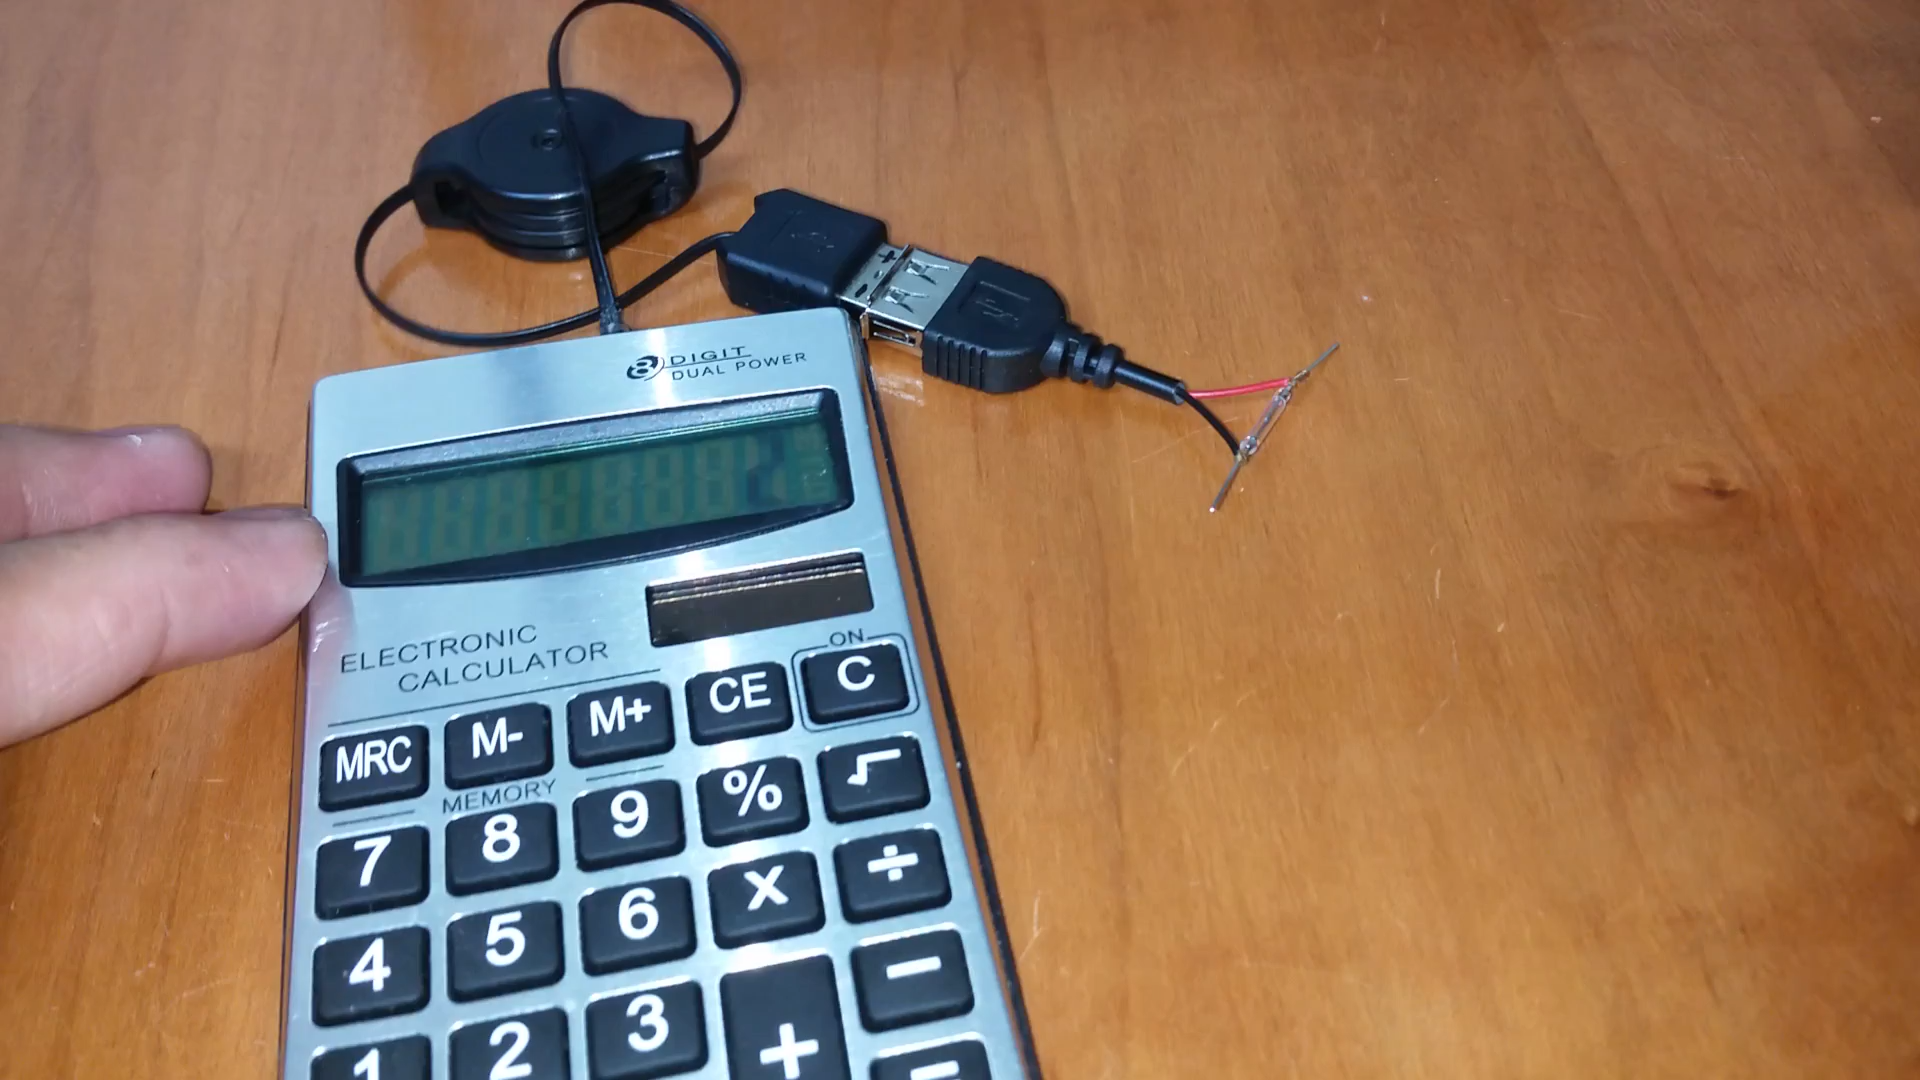 8 DIGIT
DUAL POWER
2.
ELECTRONIC
CALCULATOR
ON
MRC M- M+ CE C
MEMORY
7 8 9 % √
4 5 6 X ÷
1 2 3 + −
=
+ -